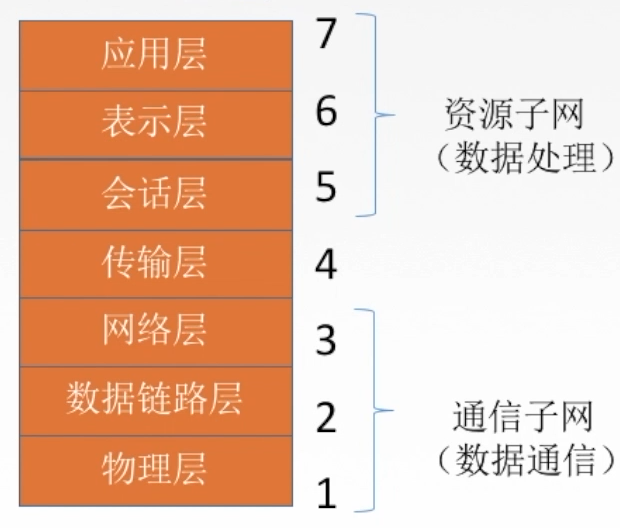 应用层 7
表示层 6
会话层 5
资源子网
（数据处理）
传输层 4
网络层 3
数据链路层 2
物理层 1
通信子网
（数据通信）